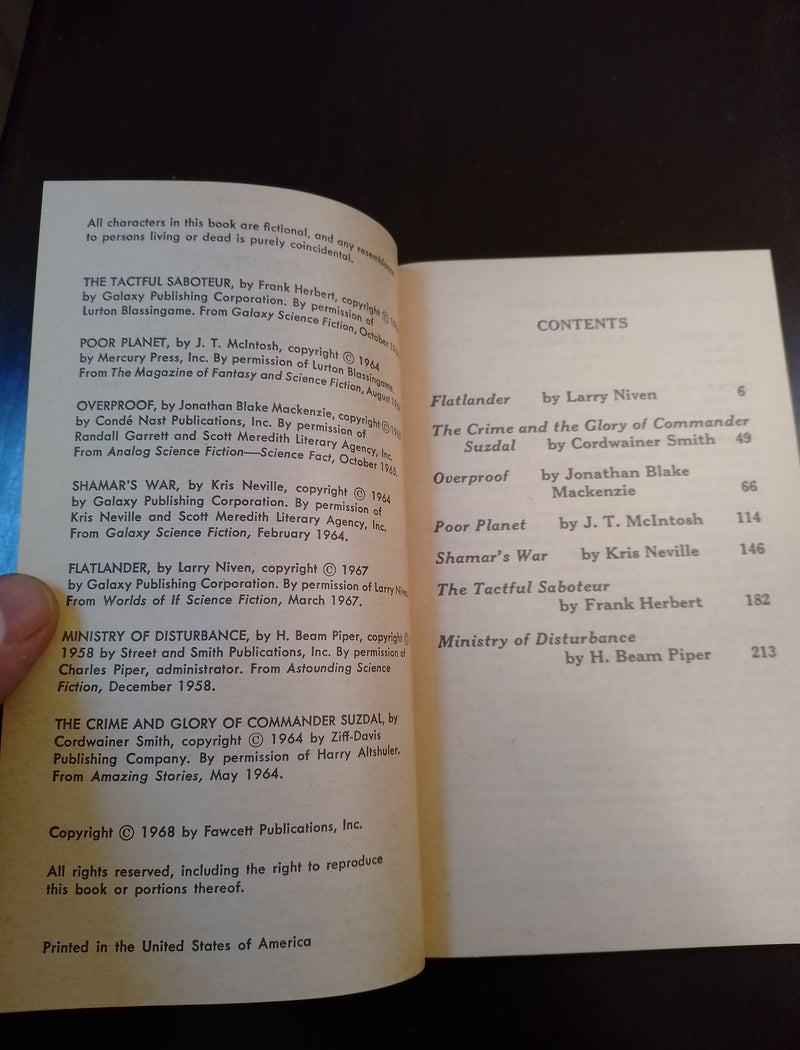 All characters in this book are fictional, and any resemblance
to persons living or dead is purely coincidental.
THE TACTFUL SABOTEUR, by Frank Herbert, copyright ©
by Galaxy Publishing Corporation. By permission of
Lurton Blassingame. From Galaxy Science Fiction, October
POOR PLANET, by J. T. McIntosh, copyright © 1964
by Mercury Press, Inc. By permission of Lurton Blassingame.
From The Magazine of Fantasy and Science Fiction, August
OVERPROOF, by Jonathan Blake Mackenzie, copyright ©
by Condé Nast Publications, Inc. By permission of
Randall Garrett and Scott Meredith Literary Agency, Inc.
From Analog Science Fiction—Science Fact, October 1965.
SHAMAR'S WAR, by Kris Neville, copyright © 1964
by Galaxy Publishing Corporation. By permission of
Kris Neville and Scott Meredith Literary Agency, Inc.
From Galaxy Science Fiction, February 1964.
FLATLANDER, by Larry Niven, copyright © 1967
by Galaxy Publishing Corporation. By permission of Larry Niven.
From Worlds of If Science Fiction, March 1967.
MINISTRY OF DISTURBANCE, by H. Beam Piper, copyright ©
1958 by Street and Smith Publications, Inc. By permission of
Charles Piper, administrator. From Astounding Science
Fiction, December 1958.
THE CRIME AND GLORY OF COMMANDER SUZDAL, by
Cordwainer Smith, copyright © 1964 by Ziff-Davis
Publishing Company. By permission of Harry Altshuler.
From Amazing Stories, May 1964.
Copyright © 1968 by Fawcett Publications, Inc.
All rights reserved, including the right to reproduce
this book or portions thereof.
Printed in the United States of America
CONTENTS
Flatlander by Larry Niven 6
The Crime and the Glory of Commander
Suzdal by Cordwainer Smith 49
Overproof by Jonathan Blake
Mackenzie 66
Poor Planet by J. T. McIntosh 114
Shamar's War by Kris Neville 146
The Tactful Saboteur
by Frank Herbert 182
Ministry of Disturbance
by H. Beam Piper 213